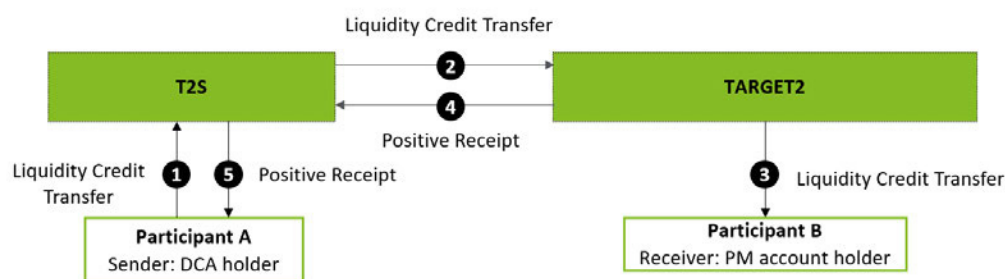 Liquidity Credit Transfer
2
T2S
TARGET2
4
Positive Receipt
Liquidity Credit
Transfer
1
5
Positive Receipt
3
Liquidity Credit Transfer
Participant A
Sender: DCA holder
Participant B
Receiver: PM account holder